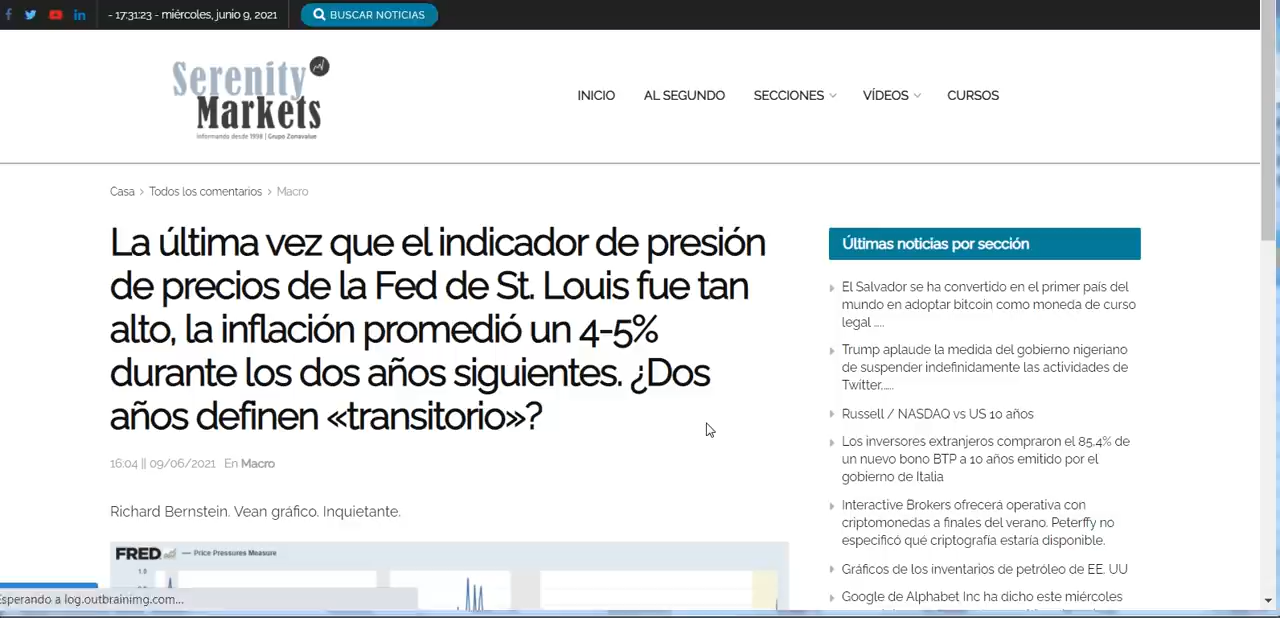 - 17:31:23 - miércoles, junio 9, 2021
BUSCAR NOTICIAS
Serenity
Markets
Informando desde 1998 | Grupo Zonavalue
INICIO
AL SEGUNDO
SECCIONES
VÍDEOS
CURSOS
Casa > Todos los comentarios > Macro
La última vez que el indicador de presión
de precios de la Fed de St. Louis fue tan
alto, la inflación promedió un 4-5%
durante los dos años siguientes. ¿Dos
años definen «transitorio»?
16:04 || 09/06/2021 En Macro
Richard Bernstein. Vean gráfico. Inquietante.
FRED — Price Pressures Measure
1.0
Esperando a log.outbrainimg.com...
Últimas noticias por sección
El Salvador se ha convertido en el primer país del
mundo en adoptar bitcoin como moneda de curso
legal ....
Trump aplaude la medida del gobierno nigeriano
de suspender indefinidamente las actividades de
Twitter......
Russell / NASDAQ vs US 10 años
Los inversores extranjeros compraron el 85.4% de
un nuevo bono BTP a 10 años emitido por el
gobierno de Italia
Interactive Brokers ofrecerá operativa con
criptomonedas a finales del verano. Peterffy no
especificó qué criptografía estaría disponible.
Gráficos de los inventarios de petróleo de EE. UU
Google de Alphabet Inc ha dicho este miércoles